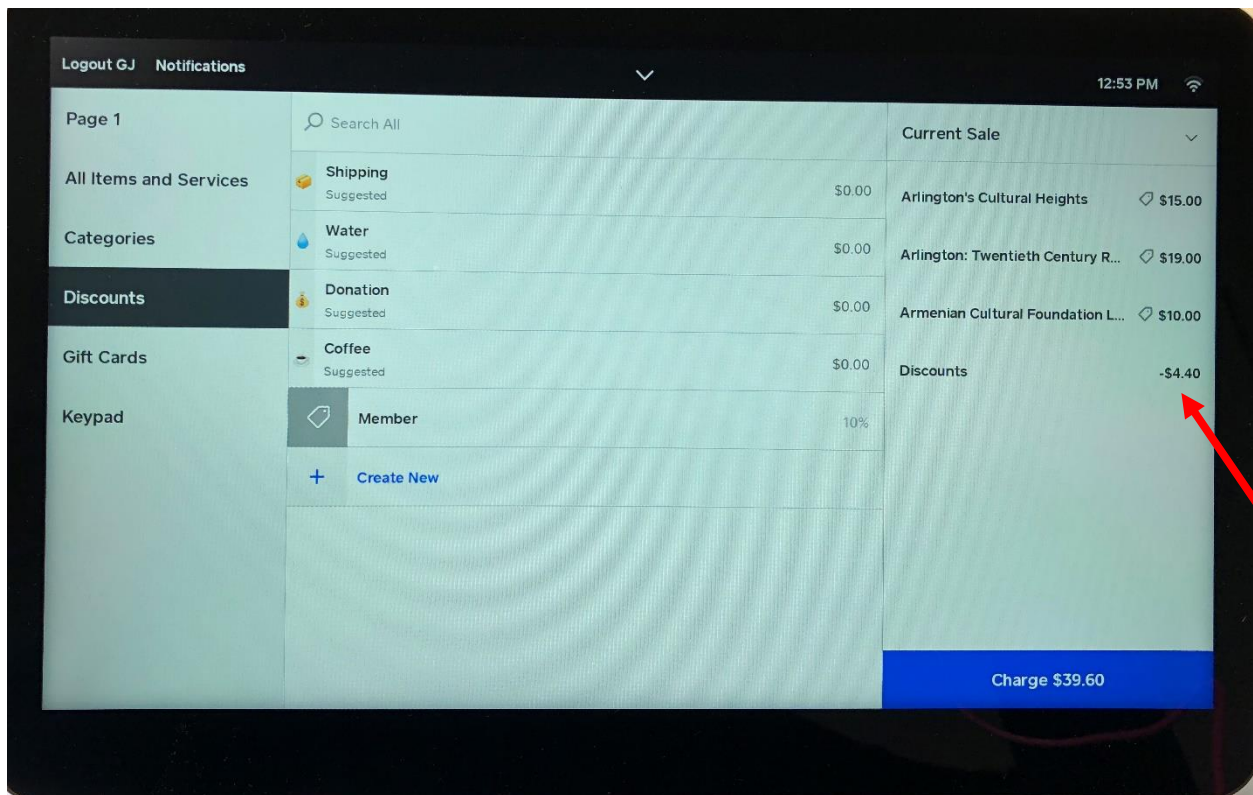 Logout GJ Notifications
12:53 PM
Page 1
All Items and Services
Categories
Discounts
Gift Cards
Keypad
Search All
Shipping
Suggested
$0.00
Water
Suggested
$0.00
Donation
Suggested
$0.00
Coffee
Suggested
$0.00
Member
10%
+ Create New
Current Sale
Arlington's Cultural Heights $15.00
Arlington: Twentieth Century R... $19.00
Armenian Cultural Foundation L... $10.00
Discounts -$4.40
Charge $39.60